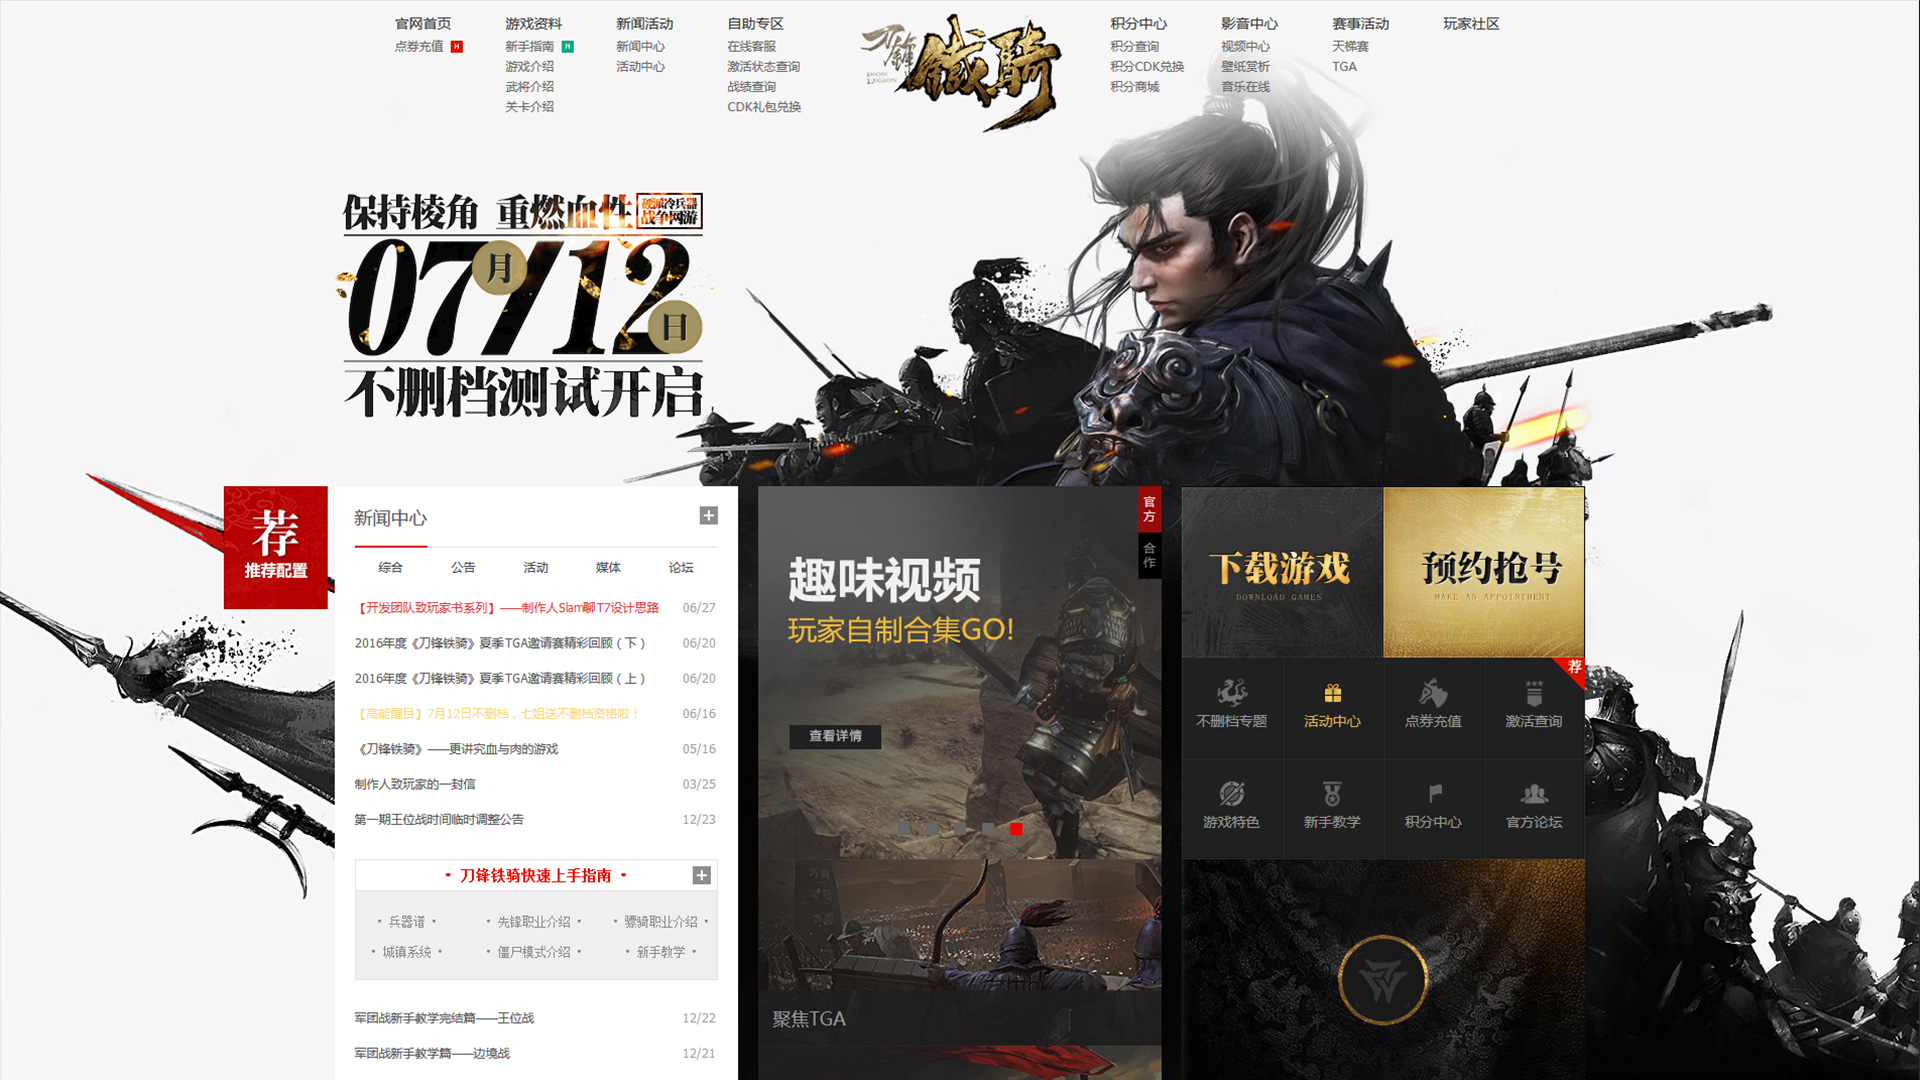 官网首页
点券充值 H
游戏资料
新手指南 N
游戏介绍
武将介绍
关卡介绍
新闻活动
新闻中心
活动中心
自助专区
在线客服
激活状态查询
战绩查询
CDK礼包兑换
刀锋
铁骑
IRON
LEGION
积分中心
积分查询
积分CDK兑换
积分商城
影音中心
视频中心
壁纸赏析
音乐在线
赛事活动
天梯赛
TGA
玩家社区
保持棱角 重燃血性
硬派冷兵器
战争网游
07月/12日
不删档测试开启
荐
推荐配置
新闻中心
综合 公告 活动 媒体 论坛
【开发团队致玩家书系列】——制作人Slam聊T7设计思路 06/27
2016年度《刀锋铁骑》夏季TGA邀请赛精彩回顾（下） 06/20
2016年度《刀锋铁骑》夏季TGA邀请赛精彩回顾（上） 06/20
【高能醒目】7月12日不删档，七姐送不删档资格啦！ 06/16
《刀锋铁骑》——更讲究血与肉的游戏 05/16
制作人致玩家的一封信 03/25
第一期王位战时间临时调整公告 12/23
· 刀锋铁骑快速上手指南 ·
· 兵器谱 · · 先锋职业介绍 · · 骠骑职业介绍 ·
· 城镇系统 · · 僵尸模式介绍 · · 新手教学 ·
军团战新手教学完结篇——王位战 12/22
军团战新手教学篇——边境战 12/21
官方
合作
趣味视频
玩家自制合集GO!
查看详情
聚焦TGA
下载游戏
DOWNLOAD GAMES
预约抢号
MAKE AN APPOINTMENT
荐
不删档专题 活动中心 点券充值 激活查询
游戏特色 新手教学 积分中心 官方论坛